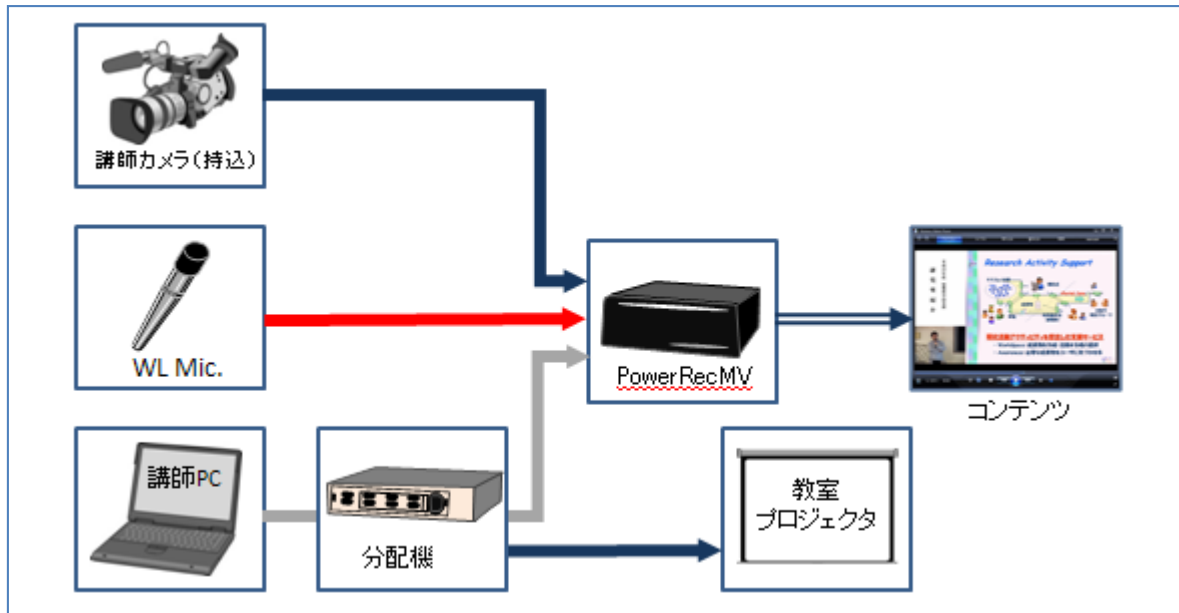 講師カメラ(持込)
WL Mic.
PowerRecMV
Research Activity Support
コンテンツ
講師PC
分配機
教室
プロジェクタ